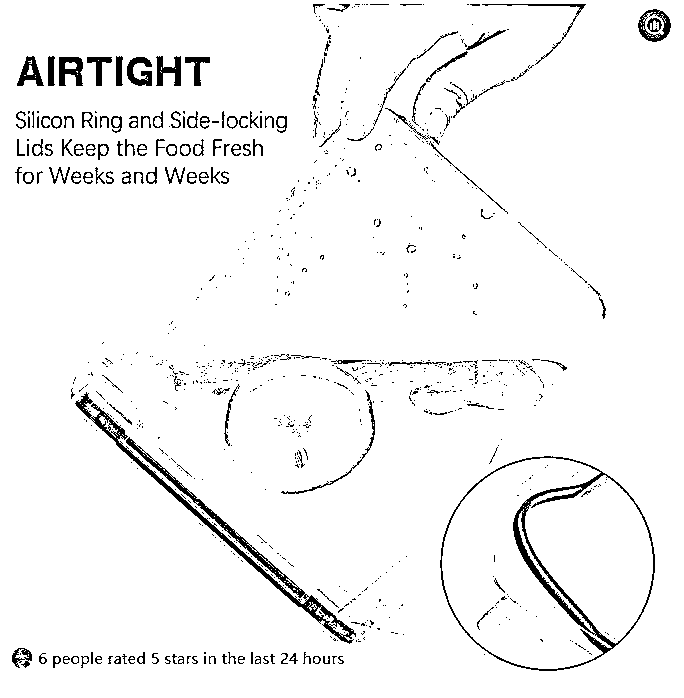 AIRTIGHT
Silicon Ring and Side-locking
Lids Keep the Food Fresh
for Weeks and Weeks
6 people rated 5 stars in the last 24 hours